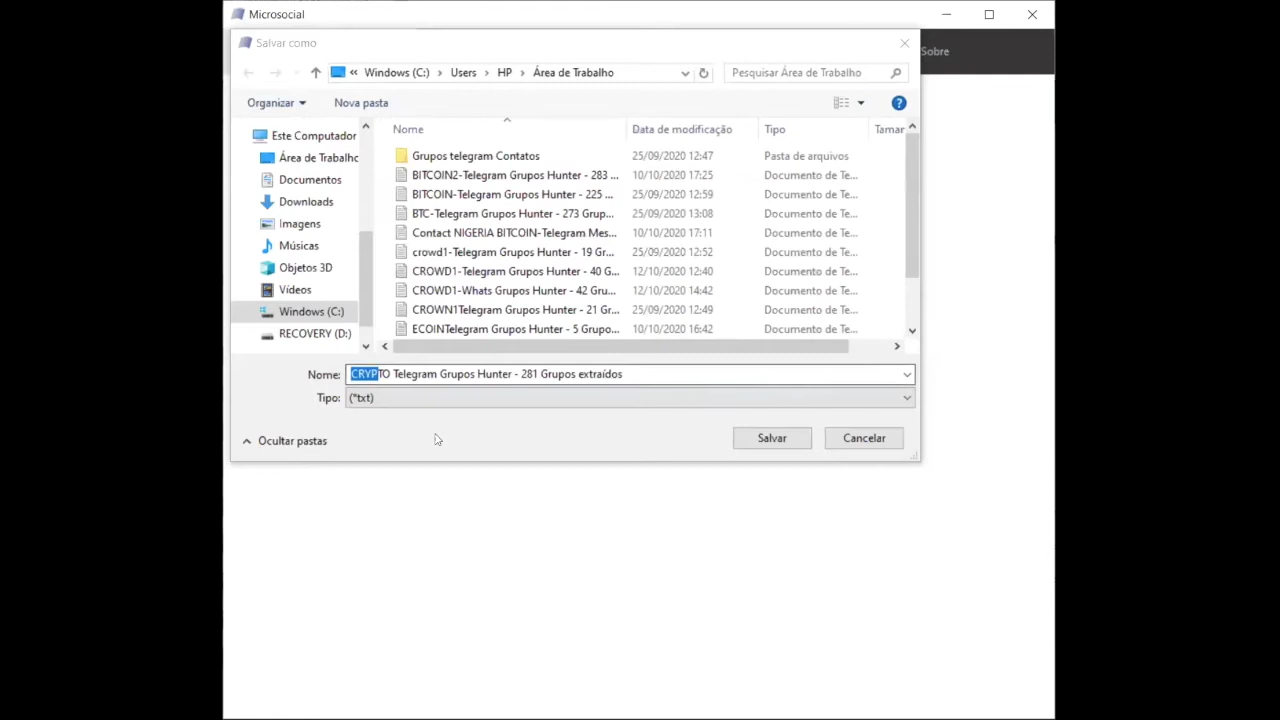 Microsocial
Salvar como
Sobre
« Windows (C:) › Users › HP › Área de Trabalho
Pesquisar Área de Trabalho
Organizar
Nova pasta
Este Computador
Área de Trabalho
Documentos
Downloads
Imagens
Músicas
Objetos 3D
Vídeos
Windows (C:)
RECOVERY (D:)
Nome Data de modificação Tipo Tamar
Grupos telegram Contatos 25/09/2020 12:47 Pasta de arquivos
BITCOIN2-Telegram Grupos Hunter - 283 ... 10/10/2020 17:25 Documento de Te...
BITCOIN-Telegram Grupos Hunter - 225 ... 25/09/2020 12:59 Documento de Te...
BTC-Telegram Grupos Hunter - 273 Grup... 25/09/2020 13:08 Documento de Te...
Contact NIGERIA BITCOIN-Telegram Mes... 10/10/2020 17:11 Documento de Te...
crowd1-Telegram Grupos Hunter - 19 Gr... 25/09/2020 12:52 Documento de Te...
CROWD1-Telegram Grupos Hunter - 40 G... 12/10/2020 12:40 Documento de Te...
CROWD1-Whats Grupos Hunter - 42 Gru... 12/10/2020 14:42 Documento de Te...
CROWN1Telegram Grupos Hunter - 21 Gr... 25/09/2020 12:49 Documento de Te...
ECOINTelegram Grupos Hunter - 5 Grupo... 10/10/2020 16:42 Documento de Te...
Nome: CRYPTO Telegram Grupos Hunter - 281 Grupos extraídos
Tipo: (*txt)
Ocultar pastas
Salvar
Cancelar